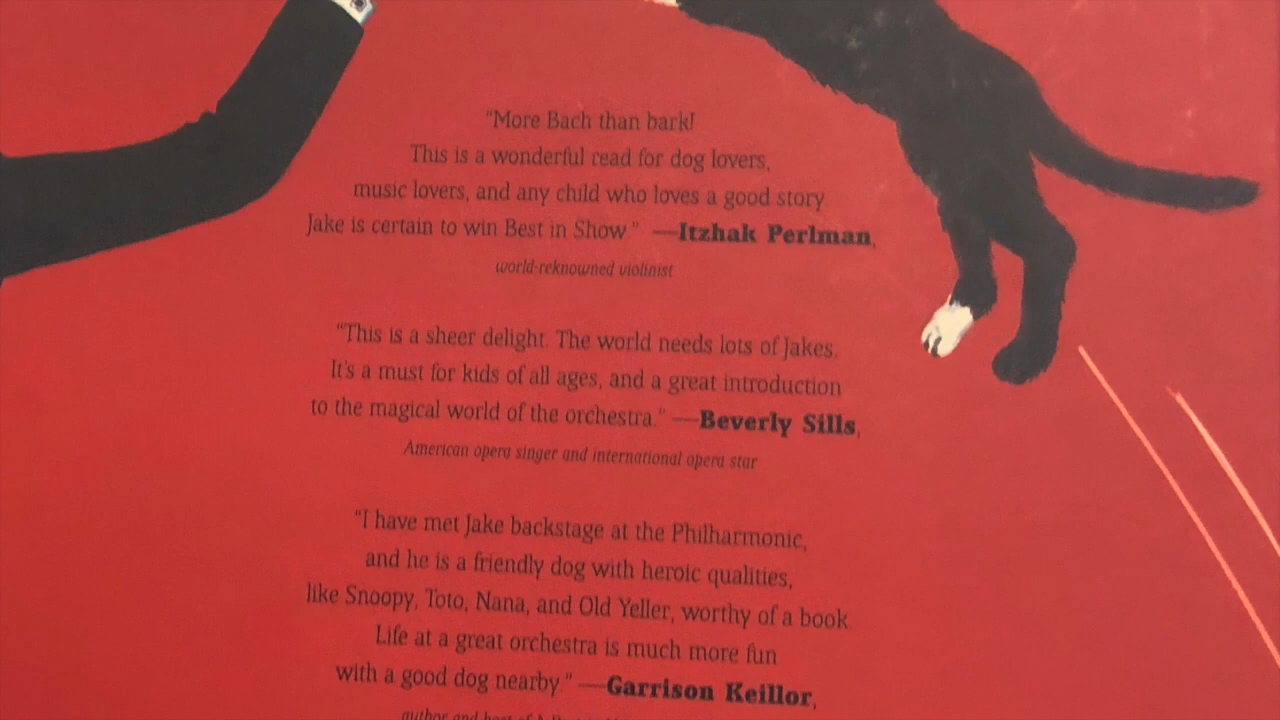 "More Bach than bark!
This is a wonderful read for dog lovers,
music lovers, and any child who loves a good story.
Jake is certain to win Best in Show." —Itzhak Perlman,
world-reknowned violinist
"This is a sheer delight. The world needs lots of Jakes.
It's a must for kids of all ages, and a great introduction
to the magical world of the orchestra." —Beverly Sills,
American opera singer and international opera star
"I have met Jake backstage at the Philharmonic,
and he is a friendly dog with heroic qualities,
like Snoopy, Toto, Nana, and Old Yeller, worthy of a book
Life at a great orchestra is much more fun
with a good dog nearby." —Garrison Keillor,
author and host of A